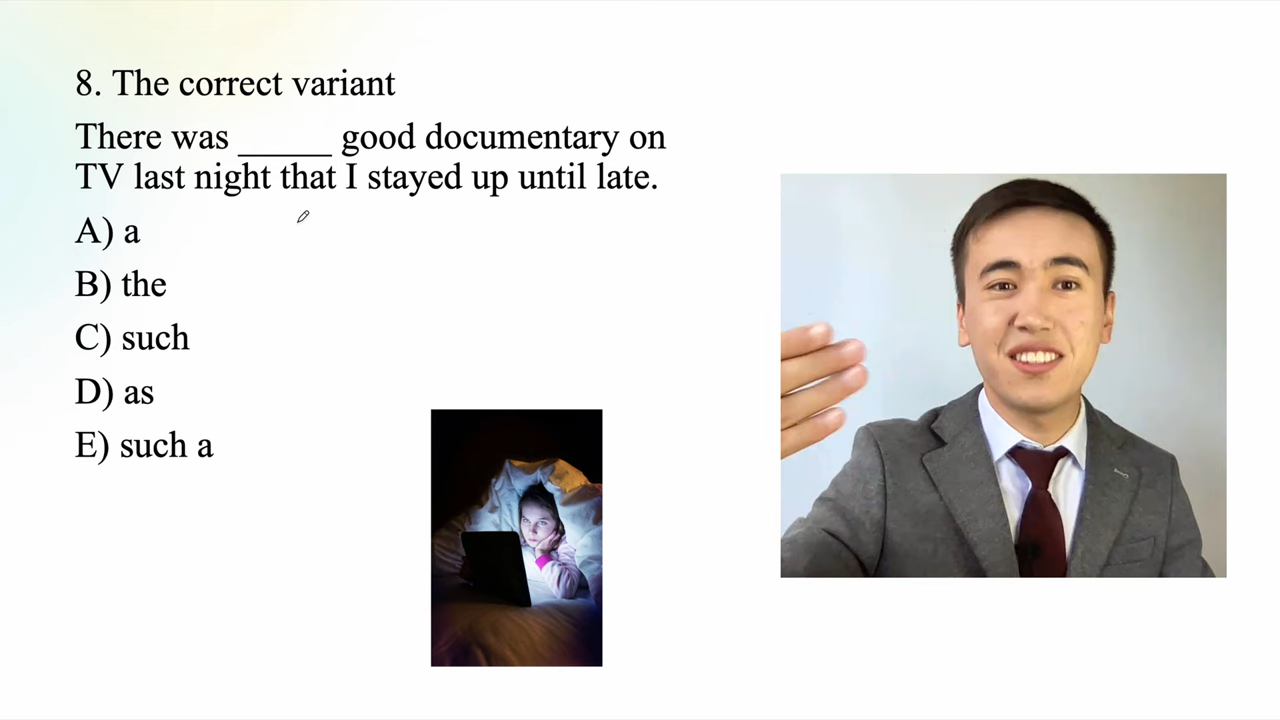 8. The correct variant
There was _____ good documentary on
TV last night that I stayed up until late.
A) a
B) the
C) such
D) as
E) such a